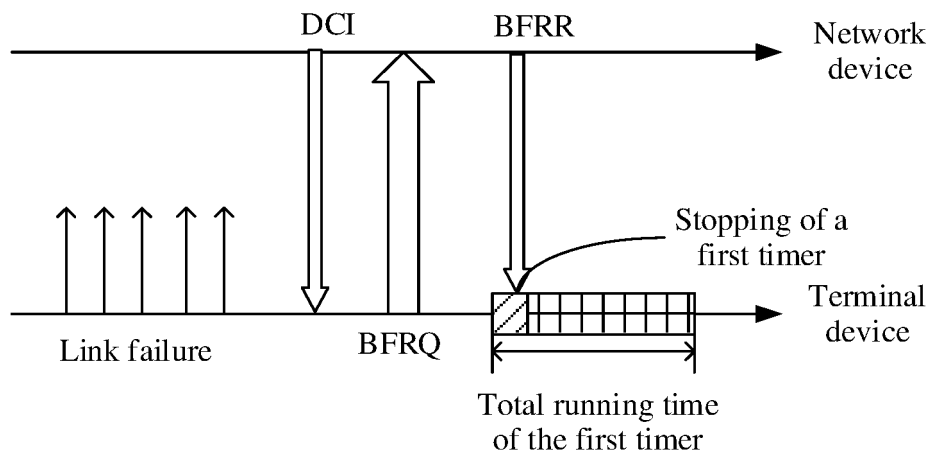 DCI
BFRR
Network
device
Stopping of a
first timer
Terminal
device
Link failure
BFRQ
Total running time
of the first timer